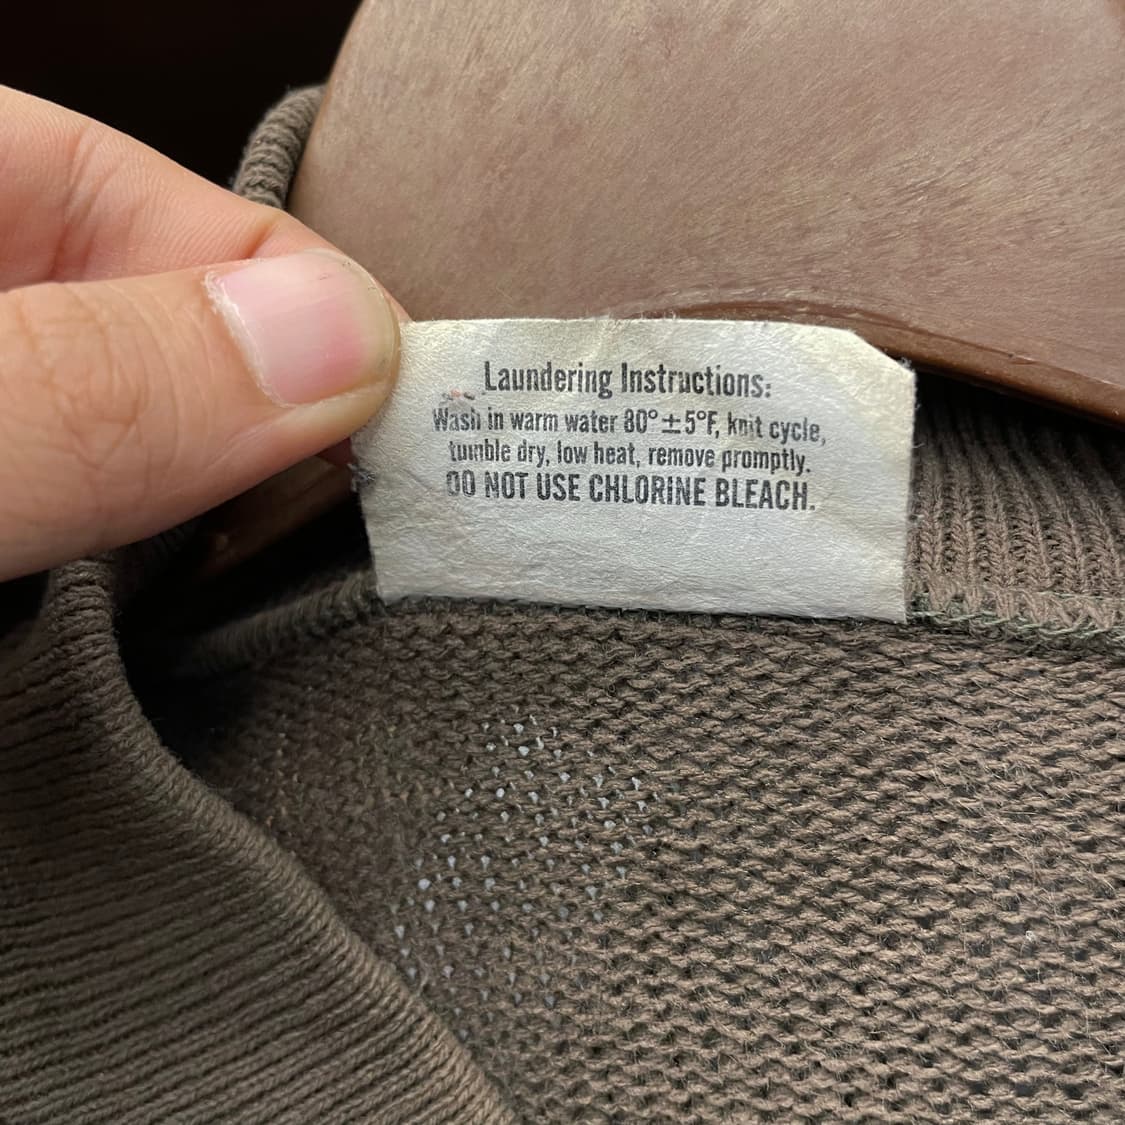 Laundering Instructions:
Wash in warm water 80° ± 5°F, knit cycle,
tumble dry, low heat, remove promptly.
DO NOT USE CHLORINE BLEACH.